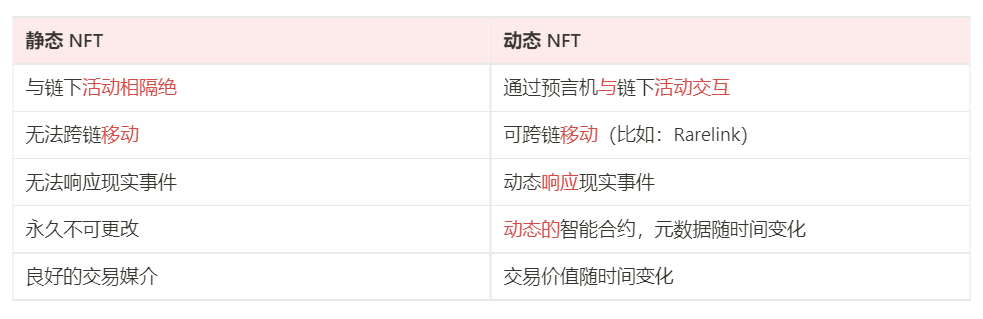 静态 NFT
动态 NFT
与链下活动相隔绝
通过预言机与链下活动交互
无法跨链移动
可跨链移动（比如：Rarelink）
无法响应现实事件
动态响应现实事件
永久不可更改
动态的智能合约，元数据随时间变化
良好的交易媒介
交易价值随时间变化